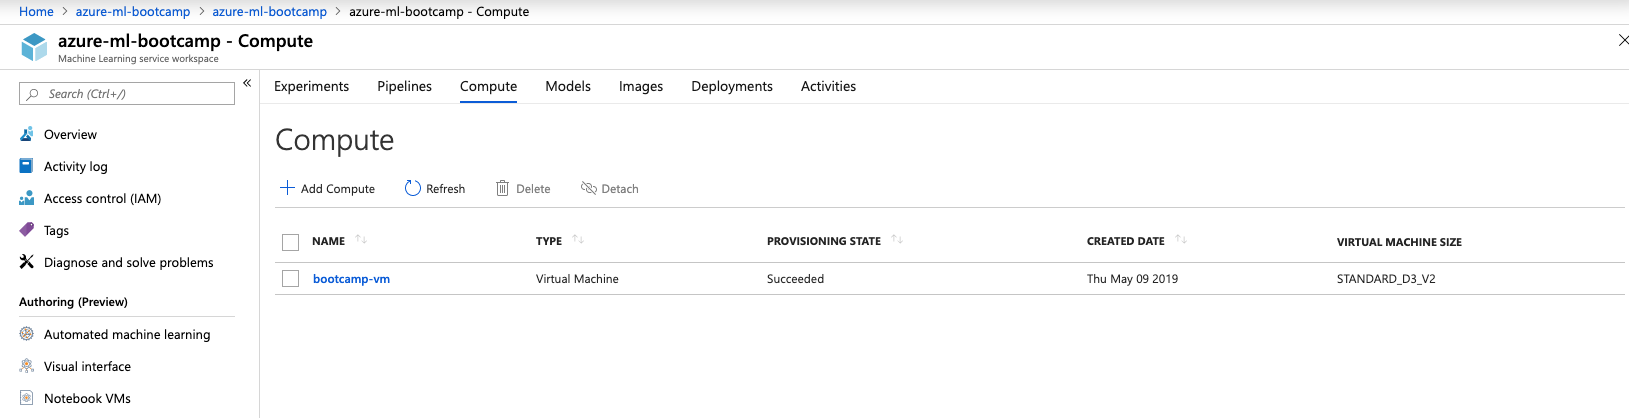 Home > azure-ml-bootcamp > azure-ml-bootcamp > azure-ml-bootcamp - Compute
azure-ml-bootcamp - Compute
Machine Learning service workspace
Search (Ctrl+/)
Overview
Activity log
Access control (IAM)
Tags
Diagnose and solve problems
Authoring (Preview)
Automated machine learning
Visual interface
Notebook VMs
Experiments Pipelines Compute Models Images Deployments Activities
Compute
Add Compute Refresh Delete Detach
NAME TYPE PROVISIONING STATE CREATED DATE VIRTUAL MACHINE SIZE
bootcamp-vm Virtual Machine Succeeded Thu May 09 2019 STANDARD_D3_V2